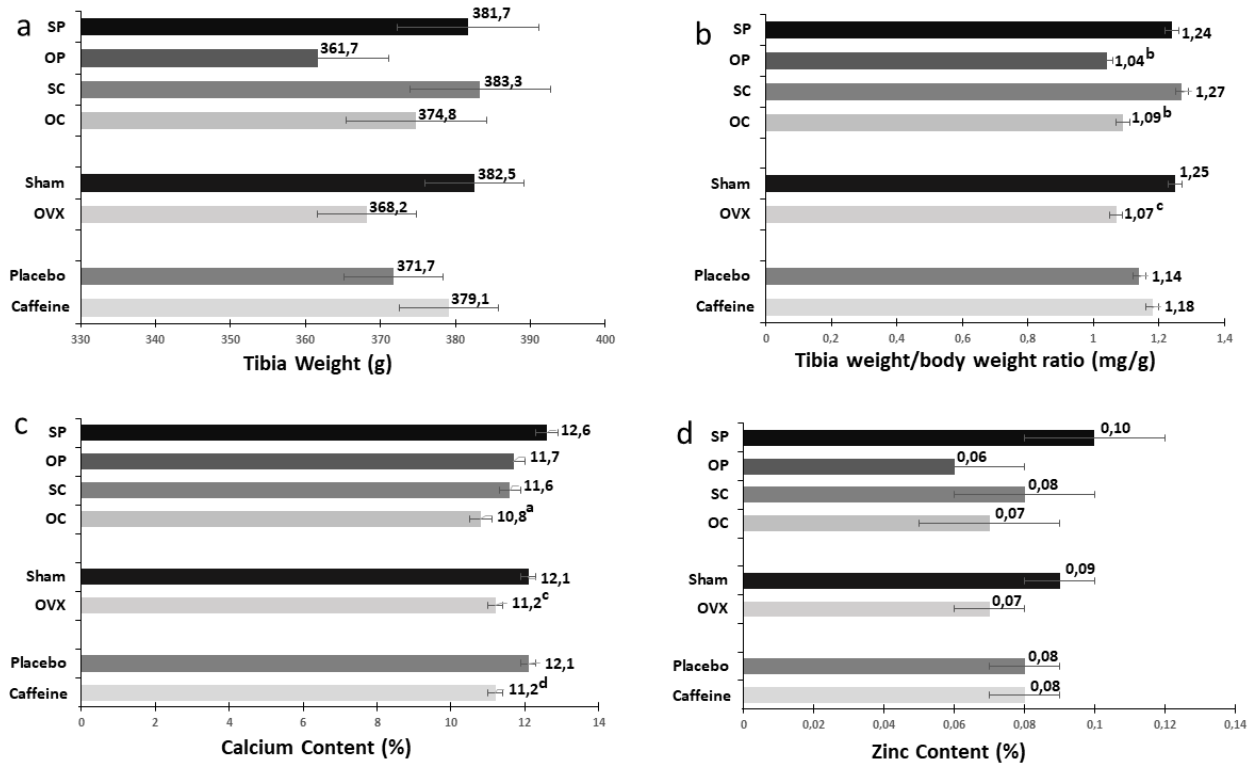 a
SP 381,7
OP 361,7
SC 383,3
OC 374,8
Sham 382,5
OVX 368,2
Placebo 371,7
Caffeine 379,1
330 340 350 360 370 380 390 400
Tibia Weight (g)
b
SP 1,24
OP 1,04b
SC 1,27
OC 1,09b
Sham 1,25
OVX 1,07c
Placebo 1,14
Caffeine 1,18
0 0,2 0,4 0,6 0,8 1 1,2 1,4
Tibia weight/body weight ratio (mg/g)
c
SP 12,6
OP 11,7
SC 11,6
OC 10,8a
Sham 12,1
OVX 11,2c
Placebo 12,1
Caffeine 11,2d
0 2 4 6 8 10 12 14
Calcium Content (%)
d
SP 0,10
OP 0,06
SC 0,08
OC 0,07
Sham 0,09
OVX 0,07
Placebo 0,08
Caffeine 0,08
0 0,02 0,04 0,06 0,08 0,1 0,12 0,14
Zinc Content (%)